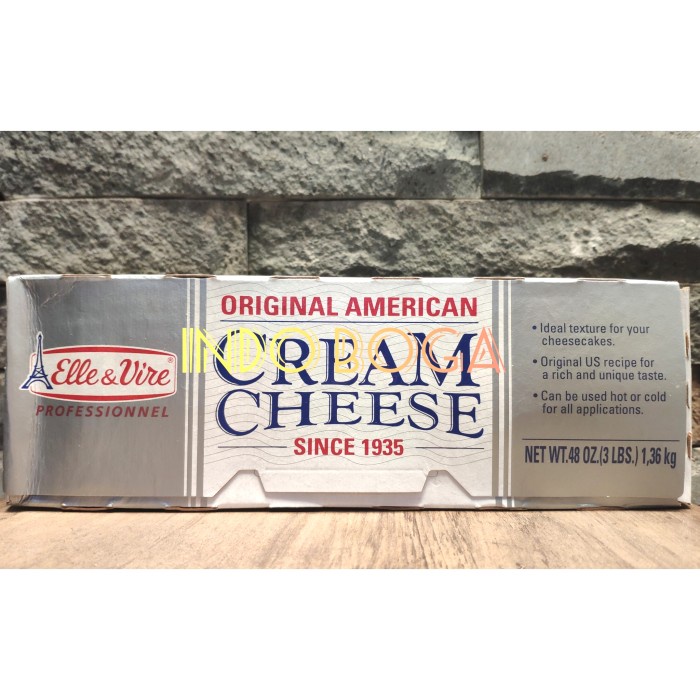 Elle & Vire®
PROFESSIONNEL
ORIGINAL AMERICAN
INDOBOGA
CREAM
CHEESE
SINCE 1935
• Ideal texture for your
cheesecakes.
• Original US recipe for
a rich and unique taste.
• Can be used hot or cold
for all applications.
NET WT.48 OZ.(3 LBS.) 1,36 kg